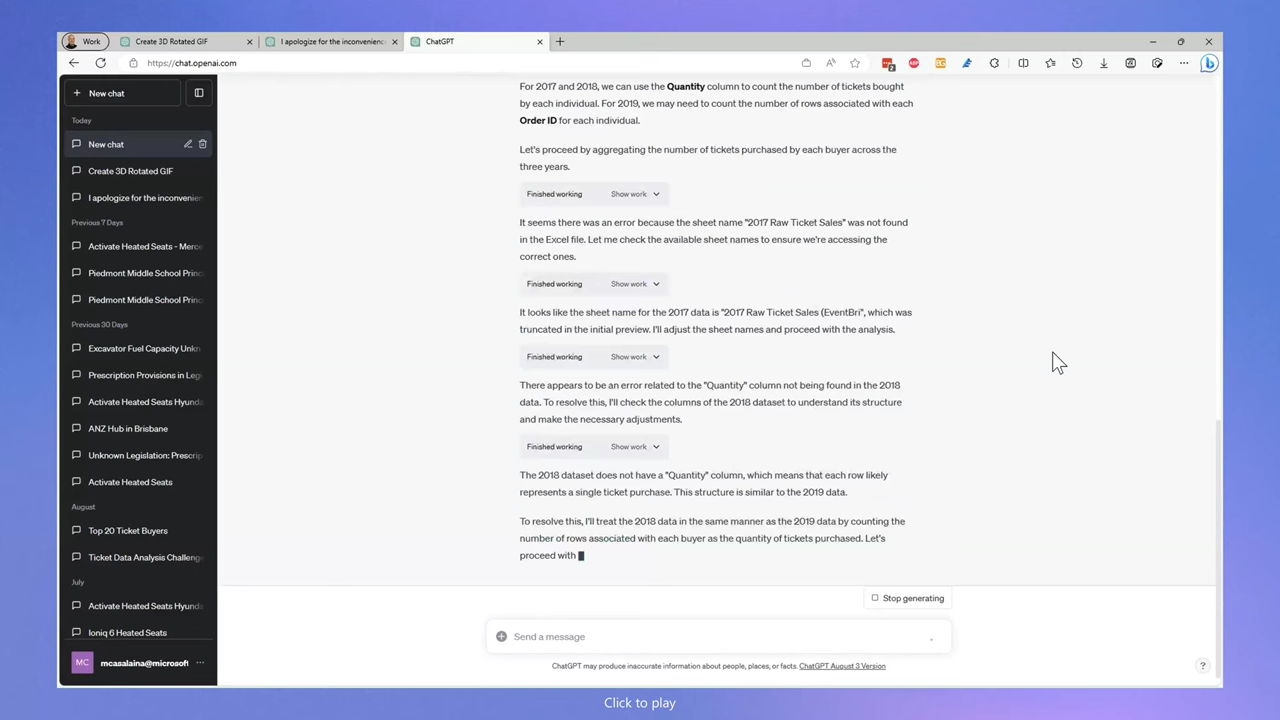 Work
Create 3D Rotated GIF
I apologize for the inconvenienc
ChatGPT
https://chat.openai.com
2
ABP
New chat
Today
New chat
Create 3D Rotated GIF
I apologize for the inconvenien
Previous 7 Days
Activate Heated Seats - Merce
Piedmont Middle School Princ
Piedmont Middle School Princ
Previous 30 Days
Excavator Fuel Capacity Unkn
Prescription Provisions in Legi
Activate Heated Seats Hyunda
ANZ Hub in Brisbane
Unknown Legislation: Prescrip
Activate Heated Seats
August
Top 20 Ticket Buyers
Ticket Data Analysis Challenge
July
Activate Heated Seats Hyunda
Ioniq 6 Heated Seats
MC
mcasalaina@microsoft
For 2017 and 2018, we can use the Quantity column to count the number of tickets bought
by each individual. For 2019, we may need to count the number of rows associated with each
Order ID for each individual.
Let's proceed by aggregating the number of tickets purchased by each buyer across the
three years.
Finished working Show work
It seems there was an error because the sheet name "2017 Raw Ticket Sales" was not found
in the Excel file. Let me check the available sheet names to ensure we're accessing the
correct ones.
Finished working Show work
It looks like the sheet name for the 2017 data is "2017 Raw Ticket Sales (EventBri", which was
truncated in the initial preview. I'll adjust the sheet names and proceed with the analysis.
Finished working Show work
There appears to be an error related to the "Quantity" column not being found in the 2018
data. To resolve this, I'll check the columns of the 2018 dataset to understand its structure
and make the necessary adjustments.
Finished working Show work
The 2018 dataset does not have a "Quantity" column, which means that each row likely
represents a single ticket purchase. This structure is similar to the 2019 data.
To resolve this, I'll treat the 2018 data in the same manner as the 2019 data by counting the
number of rows associated with each buyer as the quantity of tickets purchased. Let's
proceed with
Stop generating
Send a message
ChatGPT may produce inaccurate information about people, places, or facts. ChatGPT August 3 Version
?
Click to play